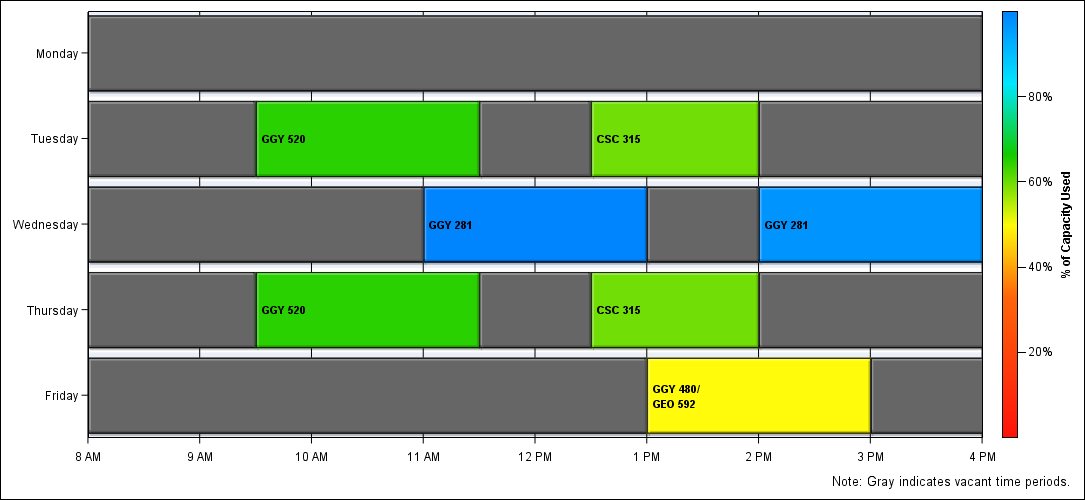 Monday
Tuesday
GGY 520
CSC 315
Wednesday
GGY 281
GGY 281
Thursday
GGY 520
CSC 315
Friday
GGY 480/
GEO 592
8 AM
9 AM
10 AM
11 AM
12 PM
1 PM
2 PM
3 PM
4 PM
80%
60%
40%
20%
% of Capacity Used
Note: Gray indicates vacant time periods.